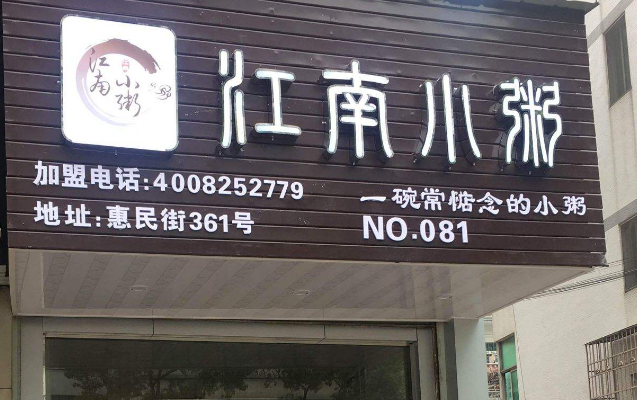 江南
小粥
江南小粥
加盟电话:4008252779
一碗常惦念的小粥
地址:惠民街361号
NO.081